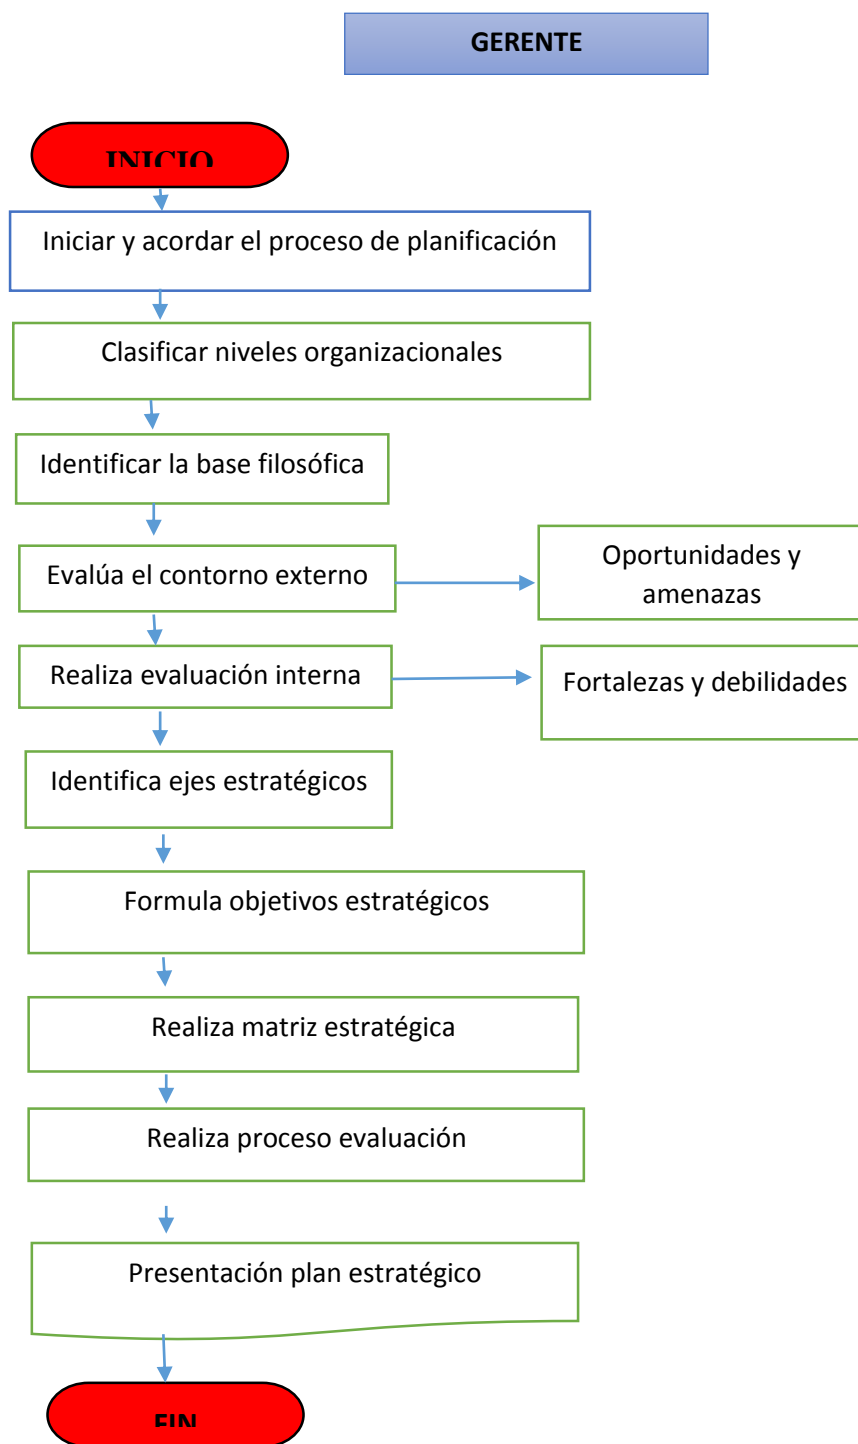 GERENTE
INICIO
Iniciar y acordar el proceso de planificación
Clasificar niveles organizacionales
Identificar la base filosófica
Evalúa el contorno externo
Oportunidades y
amenazas
Realiza evaluación interna
Fortalezas y debilidades
Identifica ejes estratégicos
Formula objetivos estratégicos
Realiza matriz estratégica
Realiza proceso evaluación
Presentación plan estratégico
FIN